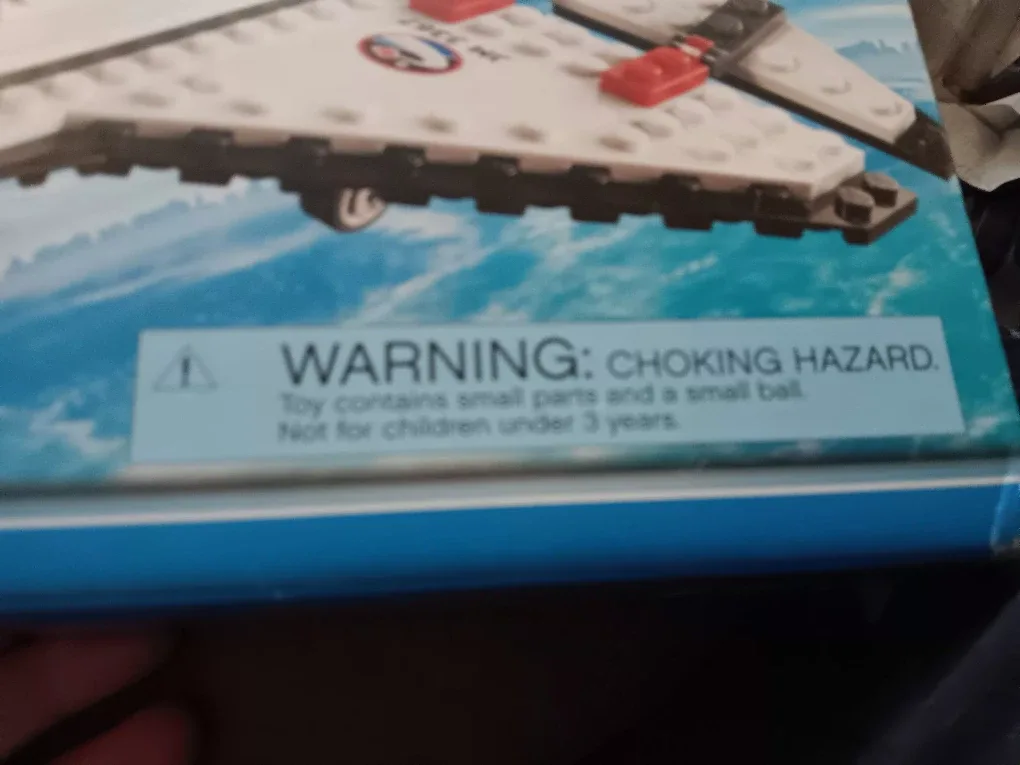 WARNING: CHOKING HAZARD.
Toy contains small parts and a small ball.
Not for children under 3 years.